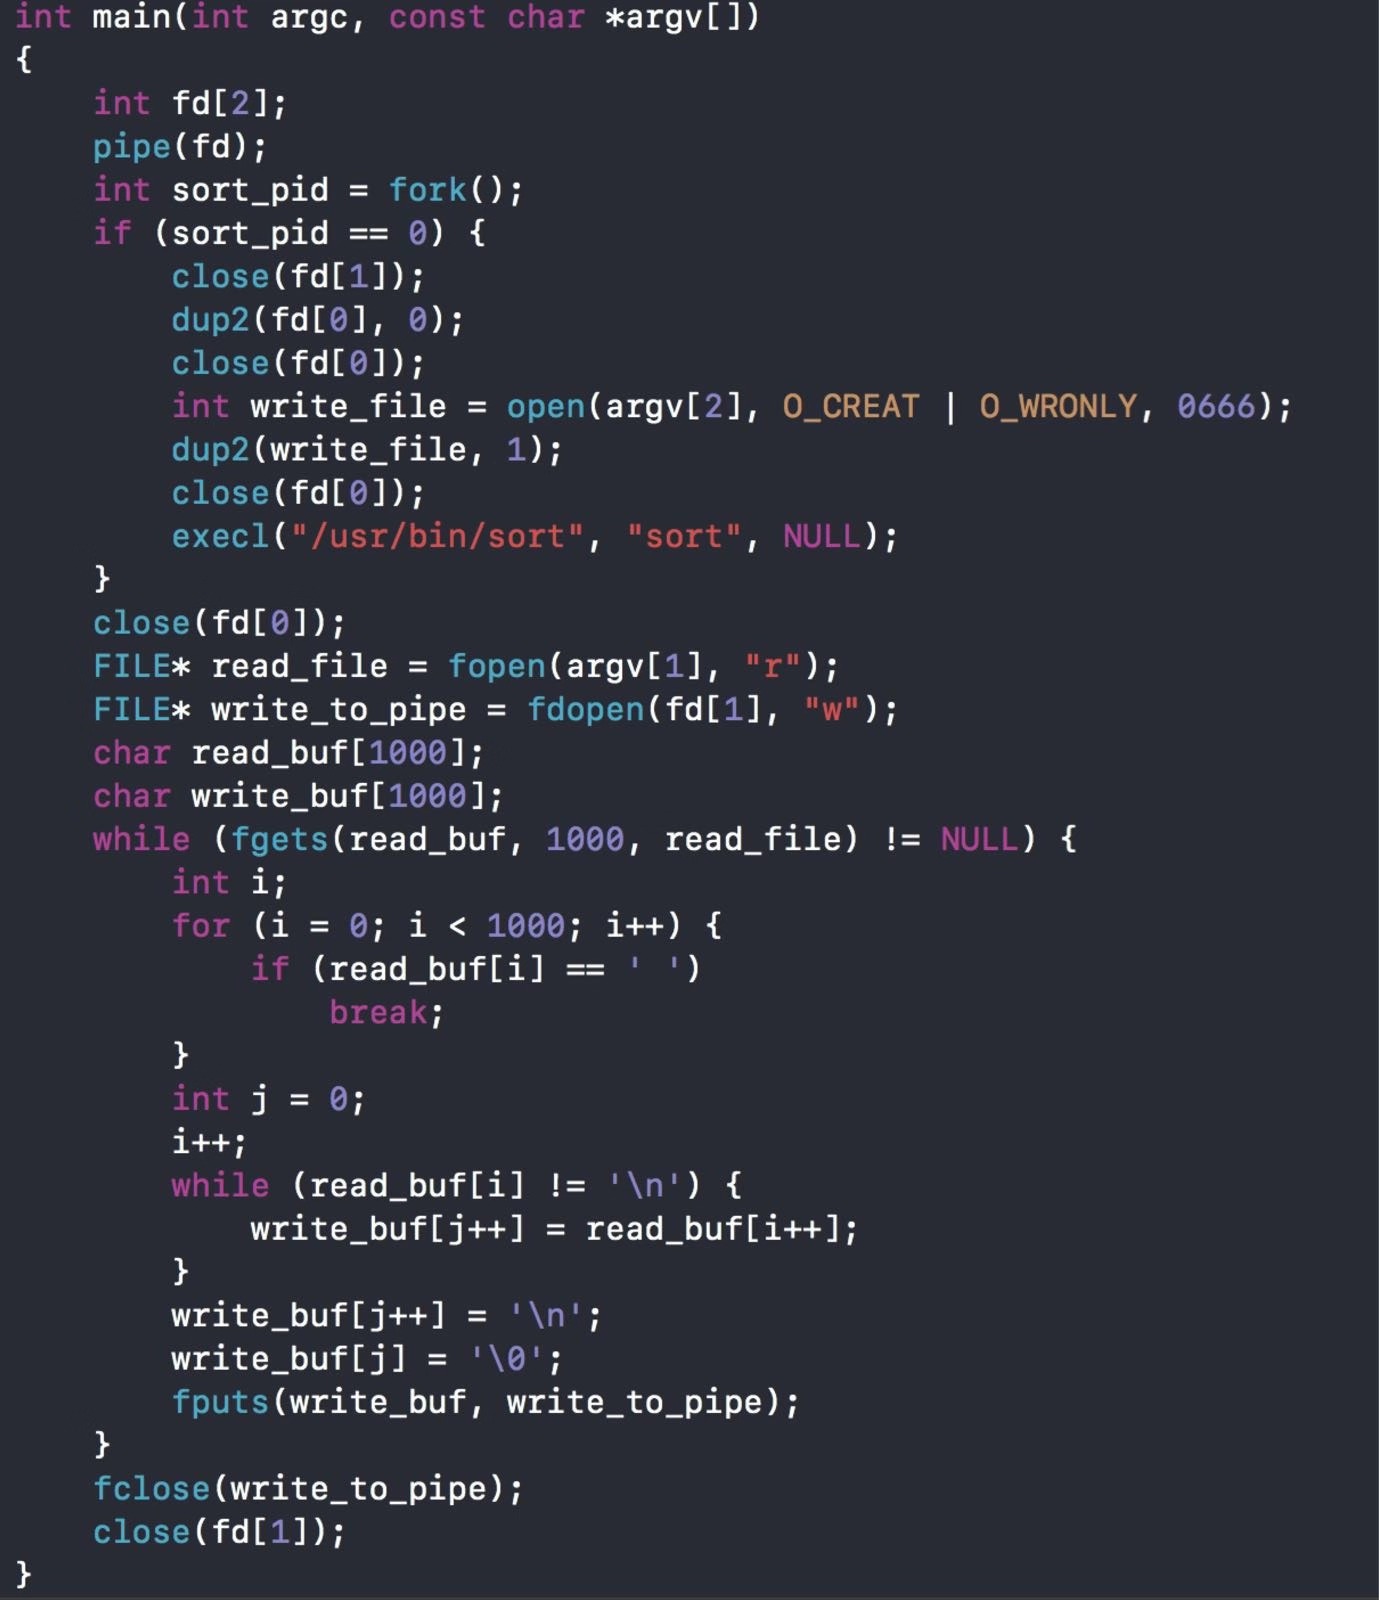 int main(int argc, const char *argv[])
{
    int fd[2];
    pipe(fd);
    int sort_pid = fork();
    if (sort_pid == 0) {
        close(fd[1]);
        dup2(fd[0], 0);
        close(fd[0]);
        int write_file = open(argv[2], O_CREAT | O_WRONLY, 0666);
        dup2(write_file, 1);
        close(fd[0]);
        execl("/usr/bin/sort", "sort", NULL);
    }
    close(fd[0]);
    FILE* read_file = fopen(argv[1], "r");
    FILE* write_to_pipe = fdopen(fd[1], "w");
    char read_buf[1000];
    char write_buf[1000];
    while (fgets(read_buf, 1000, read_file) != NULL) {
        int i;
        for (i = 0; i < 1000; i++) {
            if (read_buf[i] == ' ')
                break;
        }
        int j = 0;
        i++;
        while (read_buf[i] != '\n') {
            write_buf[j++] = read_buf[i++];
        }
        write_buf[j++] = '\n';
        write_buf[j] = '\0';
        fputs(write_buf, write_to_pipe);
    }
    fclose(write_to_pipe);
    close(fd[1]);
}